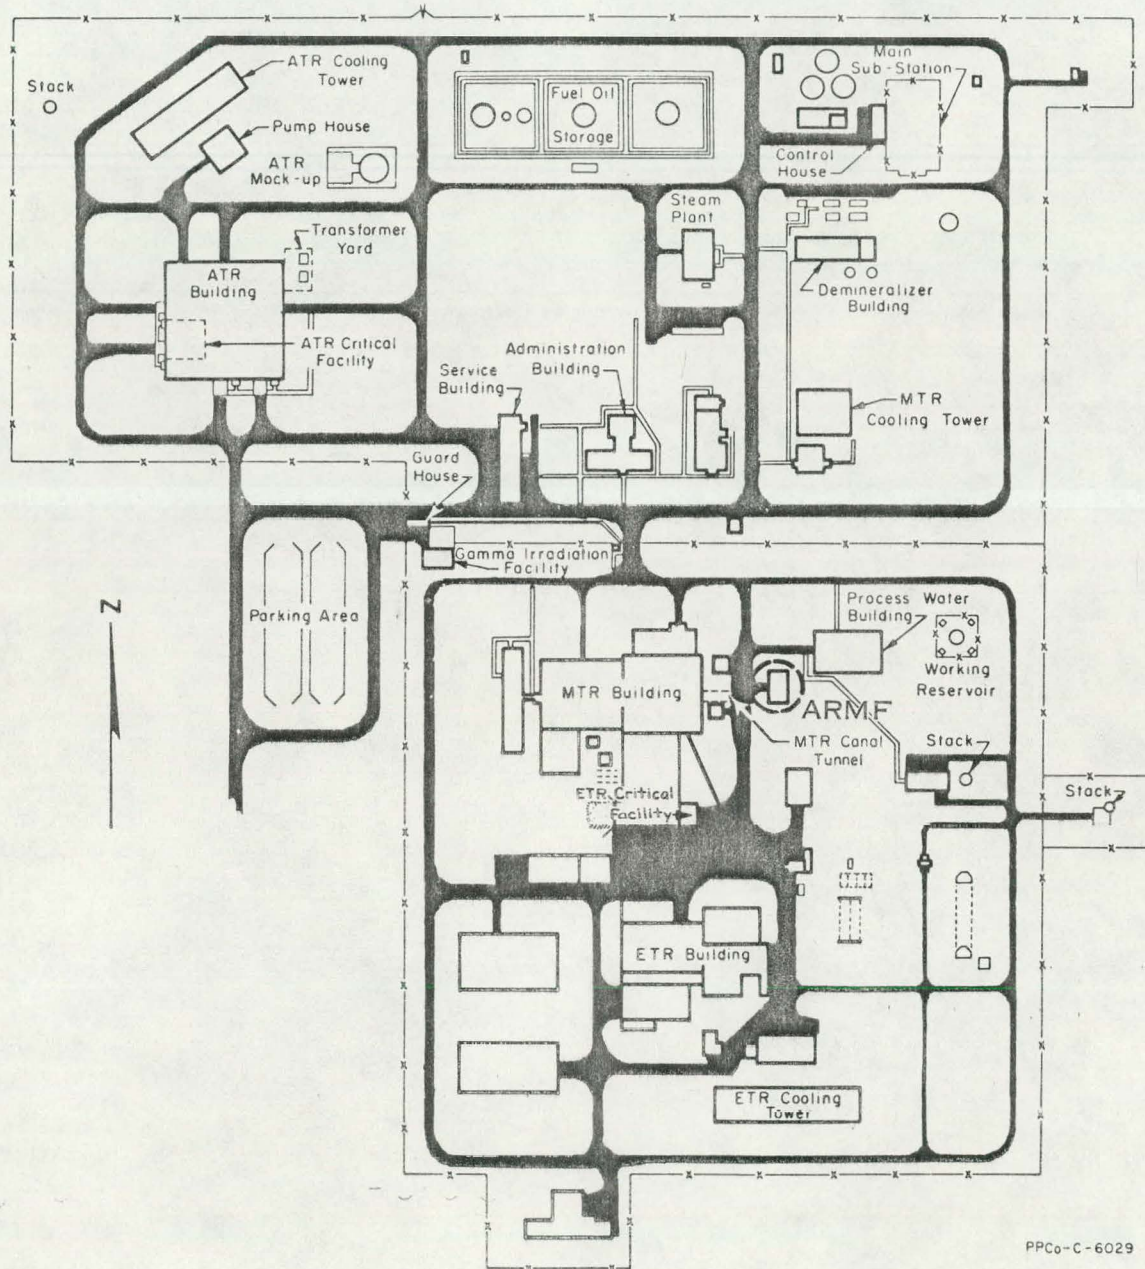 Stack
ATR Cooling
Tower
Pump House
ATR
Mock-up
Fuel Oil
Storage
Main
Sub-Station
Control
House
Transformer
Yard
ATR
Building
ATR Critical
Facility
Steam
Plant
Demineralizer
Building
Administration
Building
Service
Building
MTR
Cooling Tower
Guard
House
Gamma Irradiation
Facility
Parking Area
N
Process Water
Building
Working
Reservoir
MTR Building
ARMF
MTR Canal
Tunnel
Stack
Stack
ETR Critical
Facility
ETR Building
ETR Cooling
Tower
PPCo-C-6029